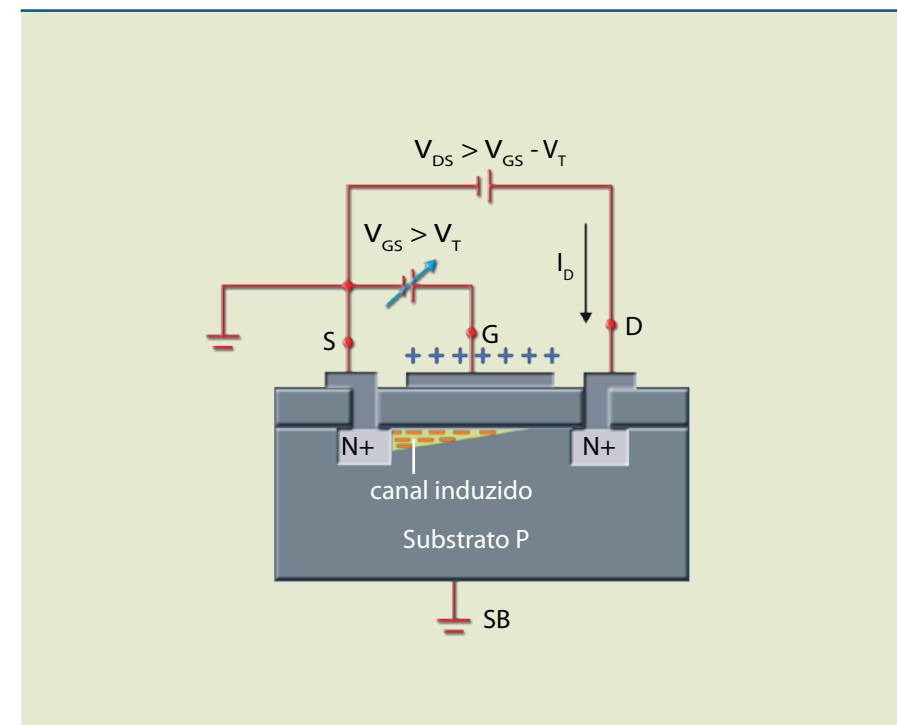 V_DS > V_GS - V_T
V_GS > V_T
I_D
S
G
D
+ + + + + + +
N+
N+
canal induzido
Substrato P
SB